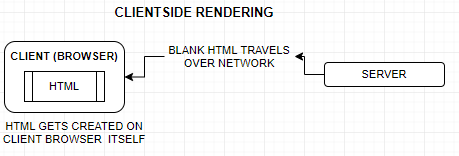 CLIENTSIDE RENDERING
CLIENT (BROWSER)
HTML
BLANK HTML TRAVELS
OVER NETWORK
SERVER
HTML GETS CREATED ON
CLIENT BROWSER ITSELF